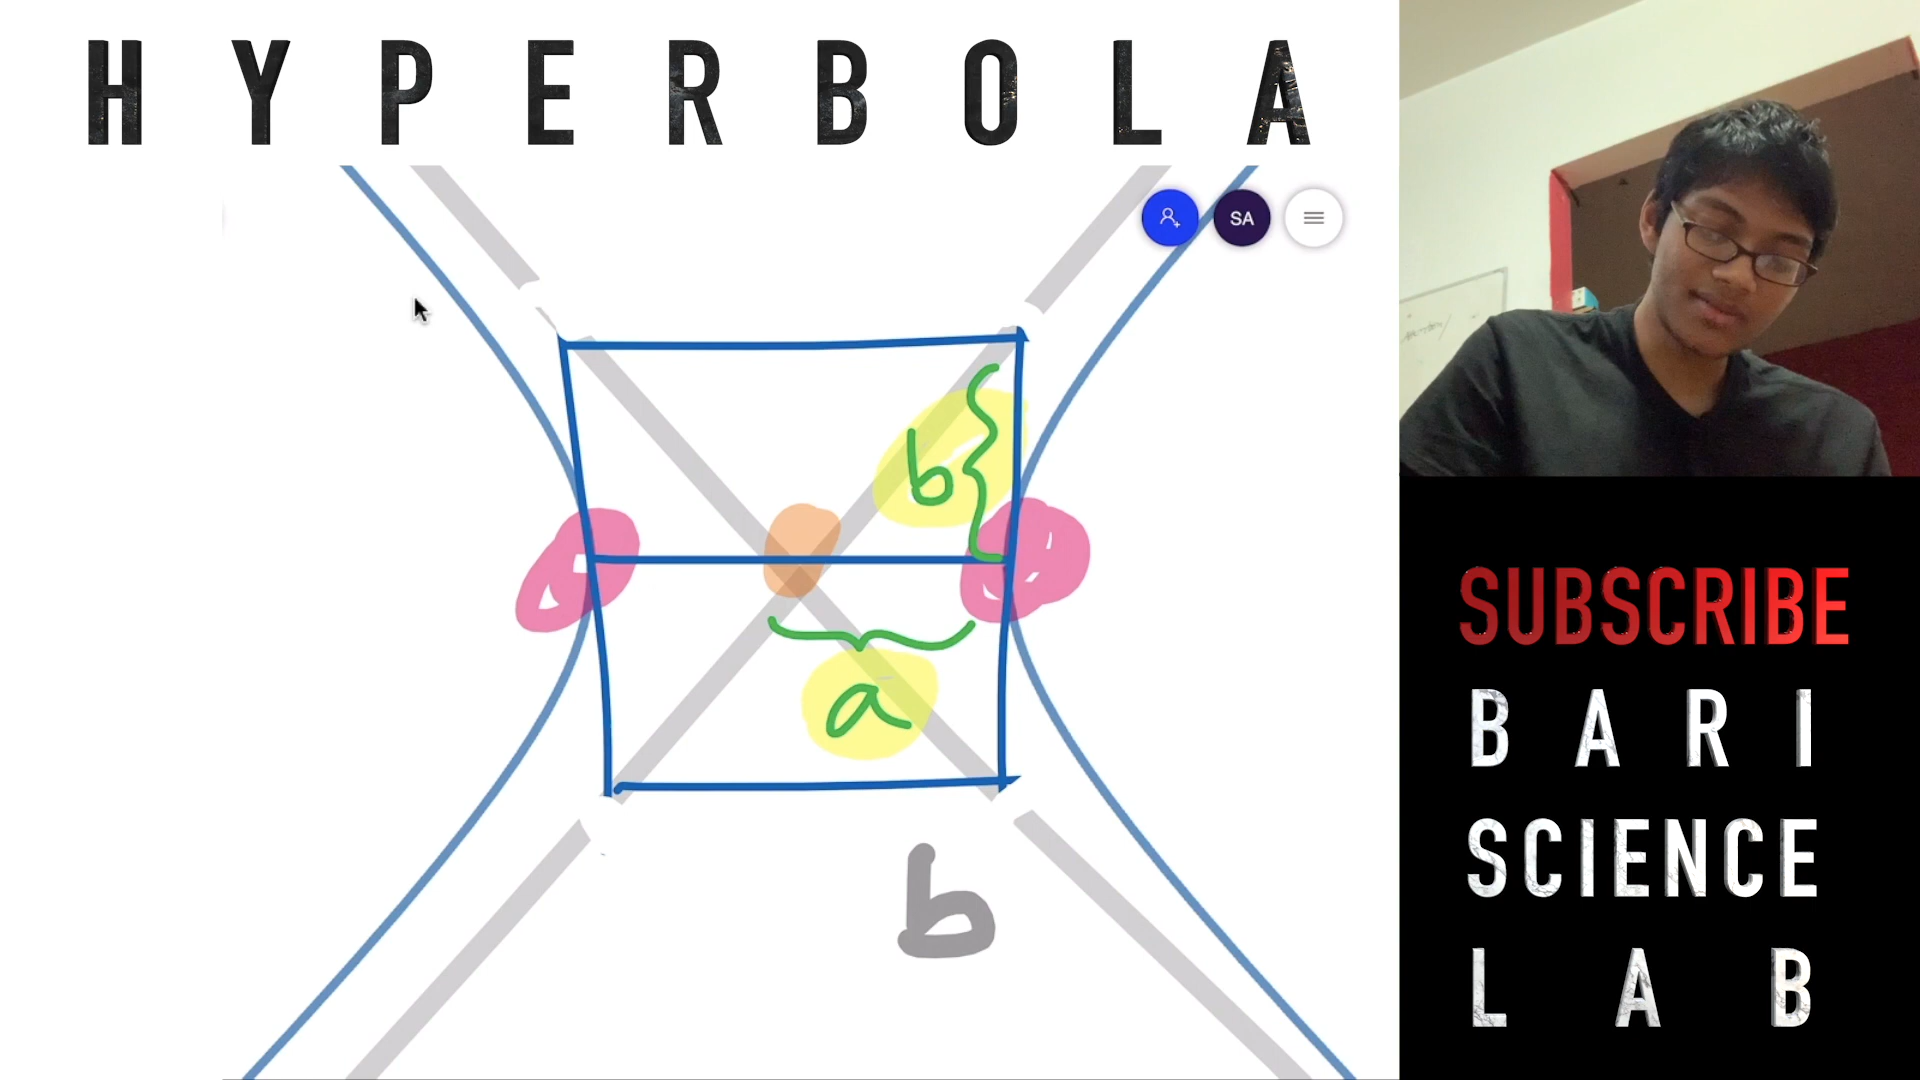 HYPERBOLA
SA
b
a
b
SUBSCRIBE
BARI
SCIENCE
LAB